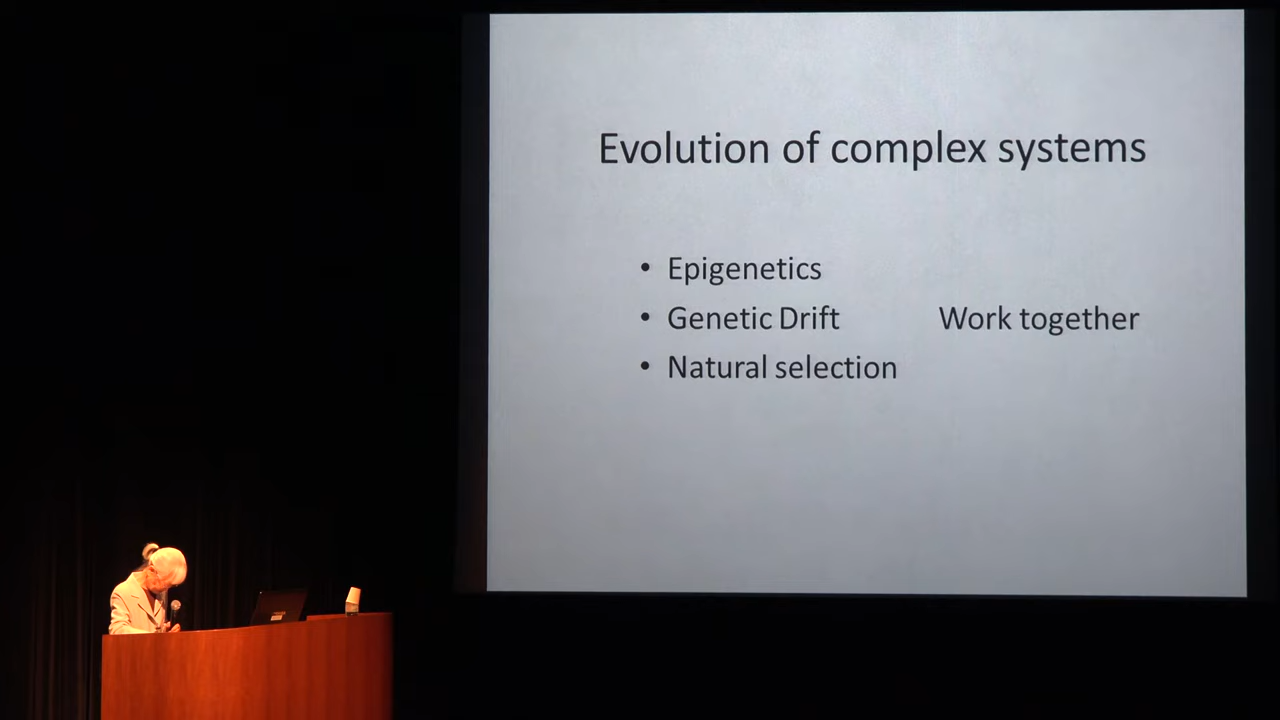 Evolution of complex systems
• Epigenetics
• Genetic Drift Work together
• Natural selection